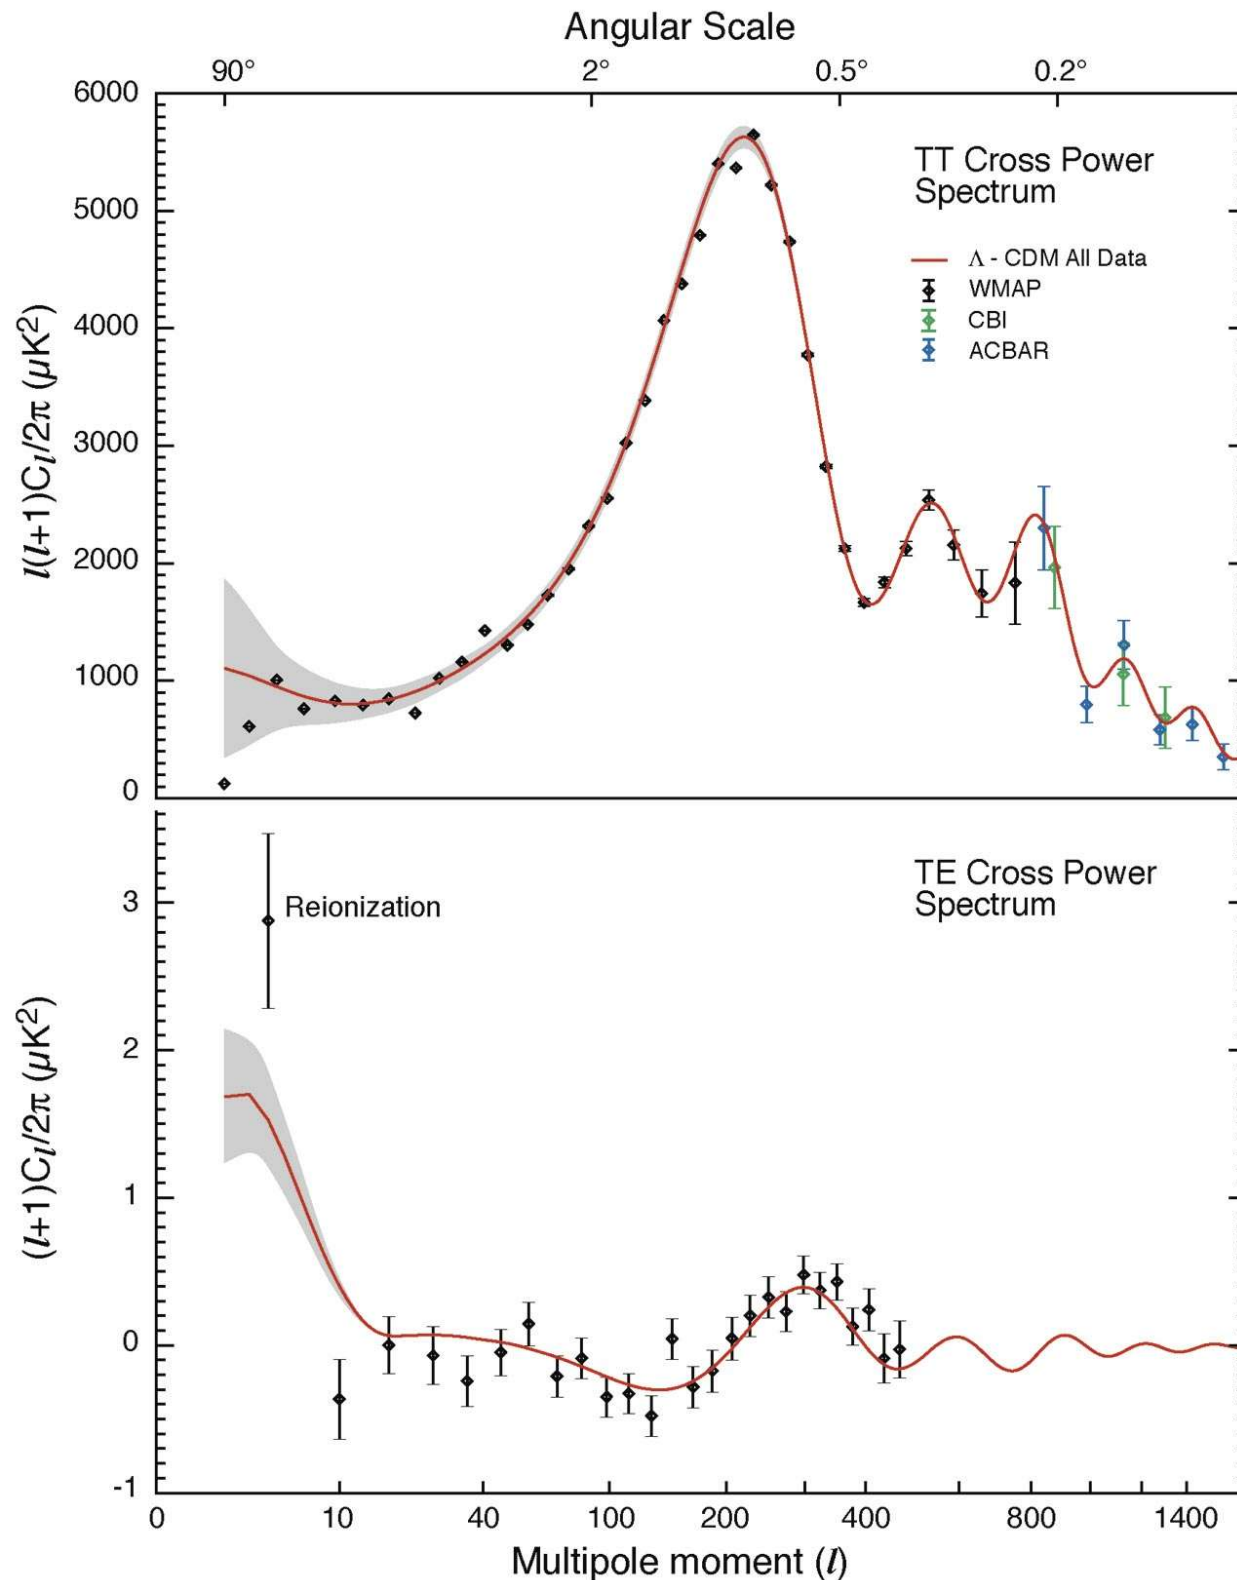 Angular Scale
90° 2° 0.5° 0.2°
6000
5000
4000
3000
2000
1000
0
l(l+1)Cl/2π (μK²)
TT Cross Power
Spectrum
Λ - CDM All Data
WMAP
CBI
ACBAR
3
2
1
0
-1
(l+1)Cl/2π (μK²)
Reionization
TE Cross Power
Spectrum
0 10 40 100 200 400 800 1400
Multipole moment (l)